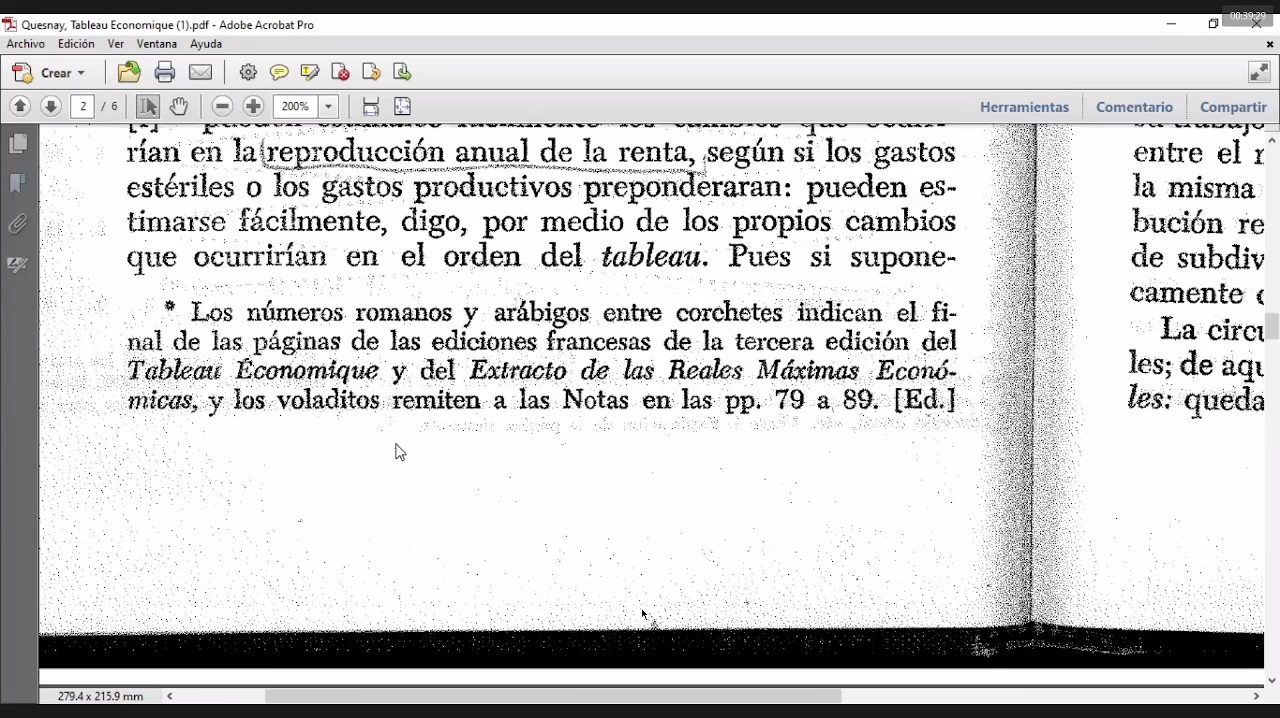 00:39:29
Quesnay, Tableau Economique (1).pdf - Adobe Acrobat Pro
Archivo Edición Ver Ventana Ayuda
Crear
2 / 6 200% Herramientas Comentario Compartir
rían en la reproducción anual de la renta, según si los gastos
estériles o los gastos productivos preponderaran: pueden es-
timarse fácilmente, digo, por medio de los propios cambios
que ocurrirían en el orden del tableau. Pues si supone-
* Los números romanos y arábigos entre corchetes indican el fi-
nal de las páginas de las ediciones francesas de la tercera edición del
Tableau Économique y del Extracto de las Reales Máximas Econó-
micas, y los voladitos remiten a las Notas en las pp. 79 a 89. [Ed.]
entre el
la misma
bución re
de subdiv
camente
La circu
les; de aqu
les: queda
279.4 x 215.9 mm